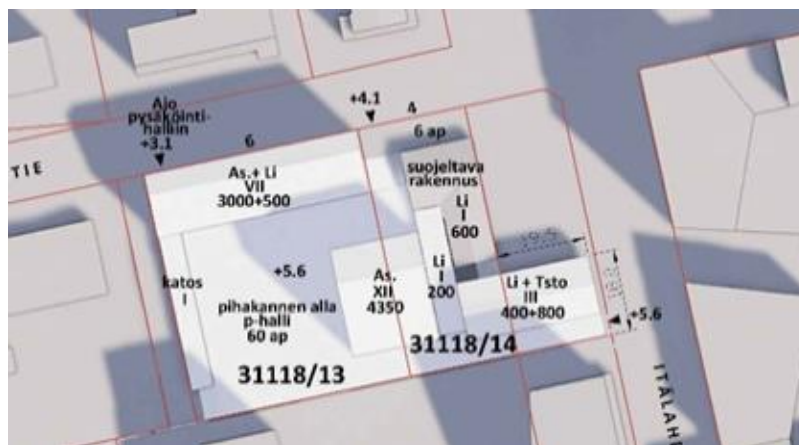 Ajo
pysäköinti-
halliin
+3.1
+4.1
4
6
6 ap
TIE
As.+ Li
VII
3000+500
suojeltava
rakennus
Li
I
600
katos
I
+5.6
As.
XII
4350
Li
I
200
Li + Tsto
III
400+800
+5.6
pihakannen alla
p-halli
60 ap
31118/13
31118/14
ITÄLAH